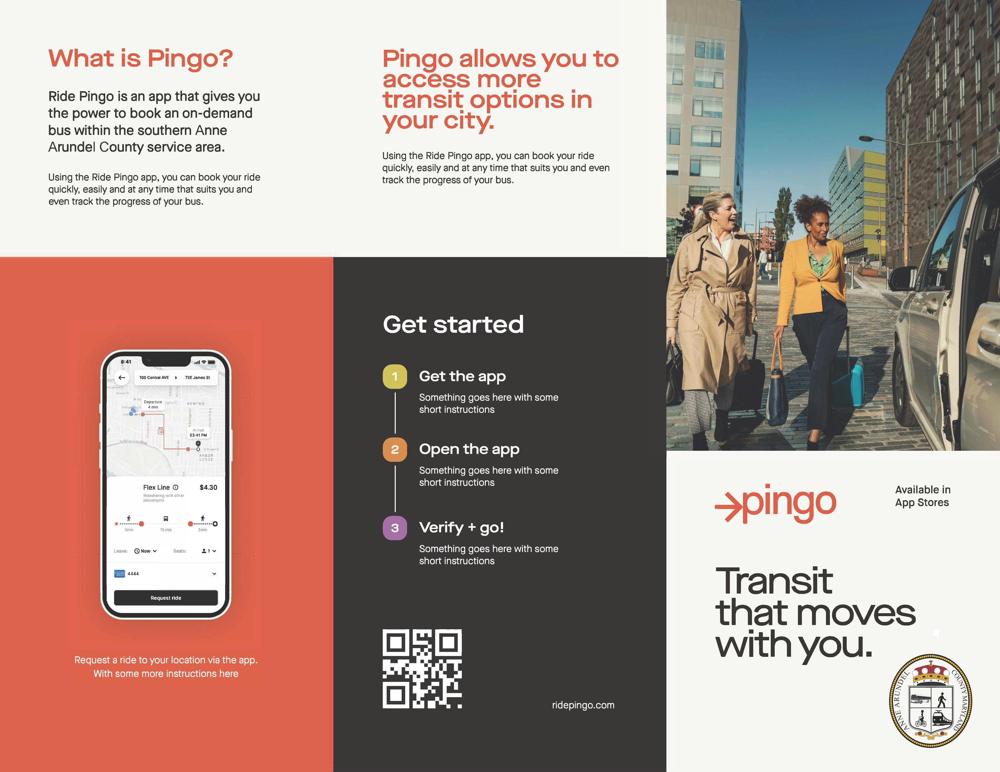 What is Pingo?
Ride Pingo is an app that gives you
the power to book an on-demand
bus within the southern Anne
Arundel County service area.
Using the Ride Pingo app, you can book your ride
quickly, easily and at any time that suits you and
even track the progress of your bus.
9:41
100 Central AVE
72E James St
Departure
4 min
KENTON
Arrival
03:41 PM
N Willamette Blvd
ARBOR
LODGE
Flex Line
$4.30
Ridesharing with other
passangers
3min
3min
Leave:
Now
Seats:
1
4444
Request ride
Request a ride to your location via the app.
With some more instructions here
Pingo allows you to
access more
transit options in
your city.
Using the Ride Pingo app, you can book your ride
quickly, easily and at any time that suits you and even
track the progress of your bus.
Get started
1
Get the app
Something goes here with some
short instructions
2
Open the app
Something goes here with some
short instructions
3
Verify + go!
Something goes here with some
short instructions
ridepingo.com
pingo
Available in
App Stores
Transit
that moves
with you.
ANNE ARUNDEL
COUNTY MARYLAND